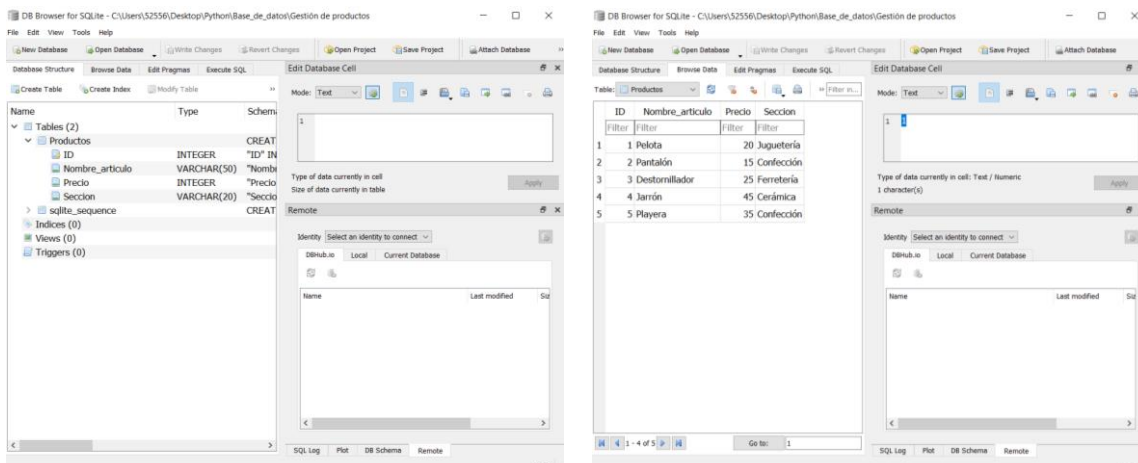 DB Browser for SQLite - C:\Users\52556\Desktop\Python\Base_de_datos\Gestión de productos
File Edit View Tools Help
New Database Open Database Write Changes Revert Changes Open Project Save Project Attach Database
Database Structure Browse Data Edit Pragmas Execute SQL
Create Table Create Index Modify Table
Name Type Schema
Tables (2)
Productos CREAT
ID INTEGER "ID" IN
Nombre_articulo VARCHAR(50) "Nombr
Precio INTEGER "Precio
Seccion VARCHAR(20) "Seccio
sqlite_sequence CREAT
Indices (0)
Views (0)
Triggers (0)
Edit Database Cell
Mode: Text
1
Type of data currently in cell
Size of data currently in table
Apply
Remote
Identity Select an identity to connect
DBHub.io Local Current Database
Name Last modified Siz
SQL Log Plot DB Schema Remote
DB Browser for SQLite - C:\Users\52556\Desktop\Python\Base_de_datos\Gestión de productos
File Edit View Tools Help
New Database Open Database Write Changes Revert Changes Open Project Save Project Attach Database
Database Structure Browse Data Edit Pragmas Execute SQL
Table: Productos Filter in...
ID Nombre_articulo Precio Seccion
Filter Filter Filter Filter
1 1 Pelota 20 Juguetería
2 2 Pantalón 15 Confección
3 3 Destornillador 25 Ferretería
4 4 Jarrón 45 Cerámica
5 5 Playera 35 Confección
1 - 4 of 5 Go to: 1
Edit Database Cell
Mode: Text
1 1
Type of data currently in cell: Text / Numeric
1 character(s)
Apply
Remote
Identity Select an identity to connect
DBHub.io Local Current Database
Name Last modified Siz
SQL Log Plot DB Schema Remote